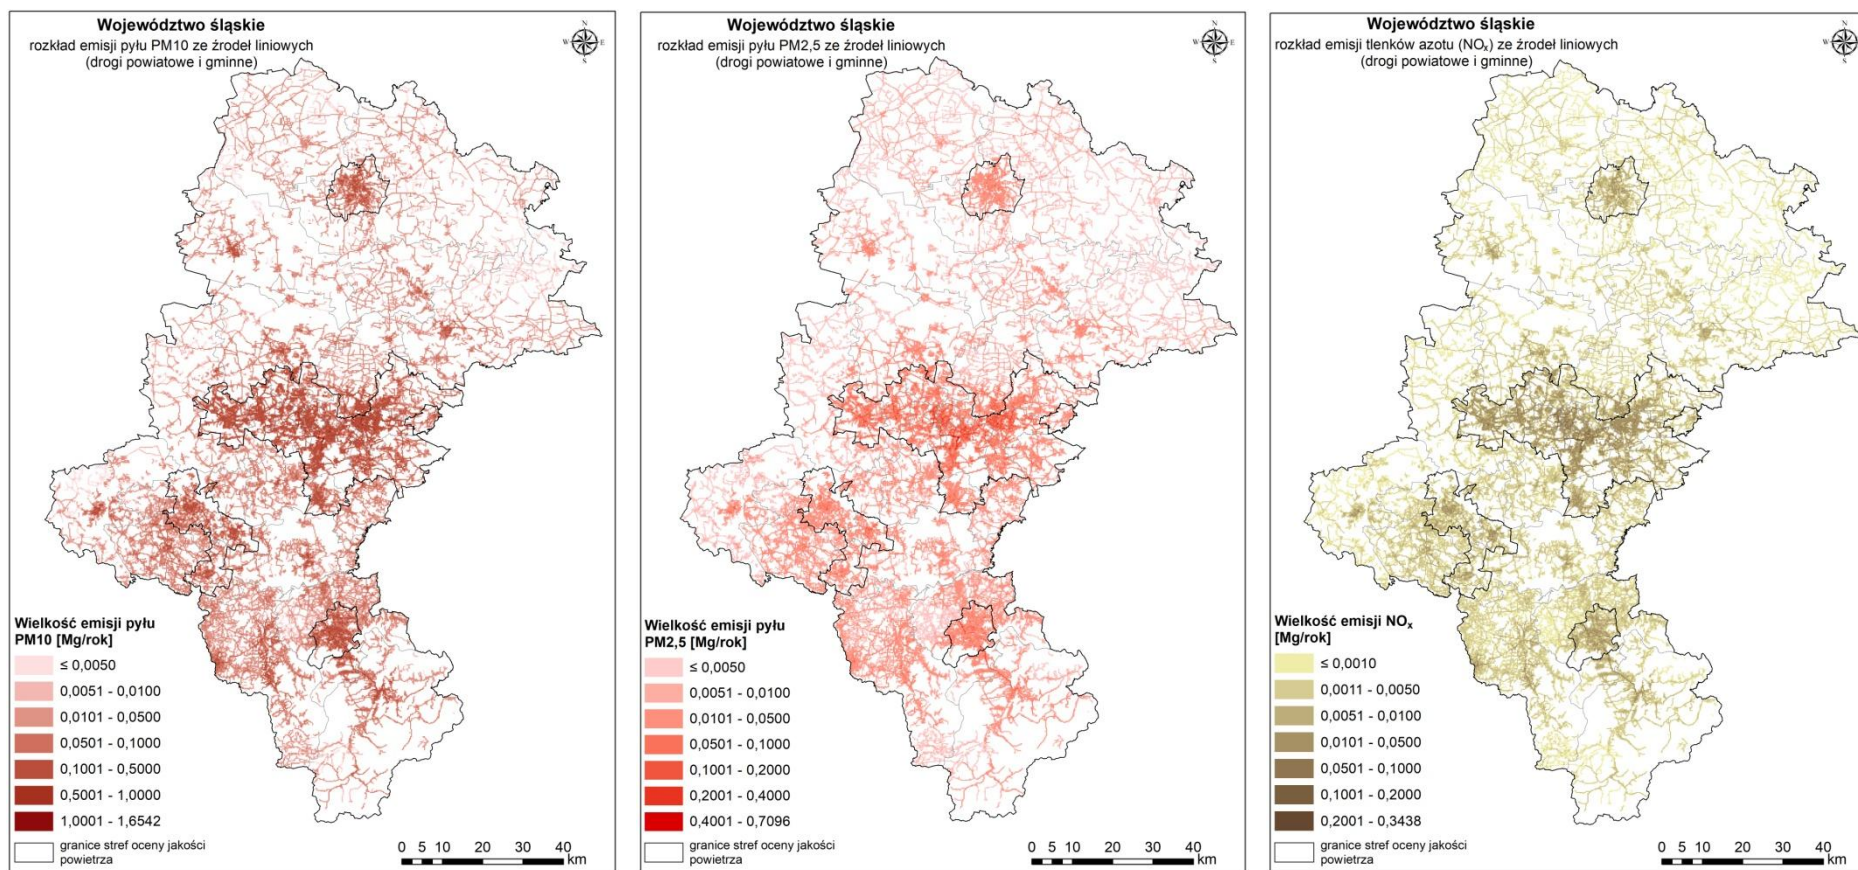 Województwo śląskie
rozkład emisji pyłu PM10 ze źrodeł liniowych
(drogi powiatowe i gminne)
N
W E
S
Wielkość emisji pyłu
PM10 [Mg/rok]
≤ 0,0050
0,0051 - 0,0100
0,0101 - 0,0500
0,0501 - 0,1000
0,1001 - 0,5000
0,5001 - 1,0000
1,0001 - 1,6542
granice stref oceny jakości
powietrza
0 5 10 20 30 40
km
Województwo śląskie
rozkład emisji pyłu PM2,5 ze źrodeł liniowych
(drogi powiatowe i gminne)
N
W E
S
Wielkość emisji pyłu
PM2,5 [Mg/rok]
≤ 0,0050
0,0051 - 0,0100
0,0101 - 0,0500
0,0501 - 0,1000
0,1001 - 0,2000
0,2001 - 0,4000
0,4001 - 0,7096
granice stref oceny jakości
powietrza
0 5 10 20 30 40
km
Województwo śląskie
rozkład emisji tlenków azotu (NOₓ) ze źrodeł liniowych
(drogi powiatowe i gminne)
N
W E
S
Wielkość emisji NOₓ
[Mg/rok]
≤ 0,0010
0,0011 - 0,0050
0,0051 - 0,0100
0,0101 - 0,0500
0,0501 - 0,1000
0,1001 - 0,2000
0,2001 - 0,3438
granice stref oceny jakości
powietrza
0 5 10 20 30 40
km